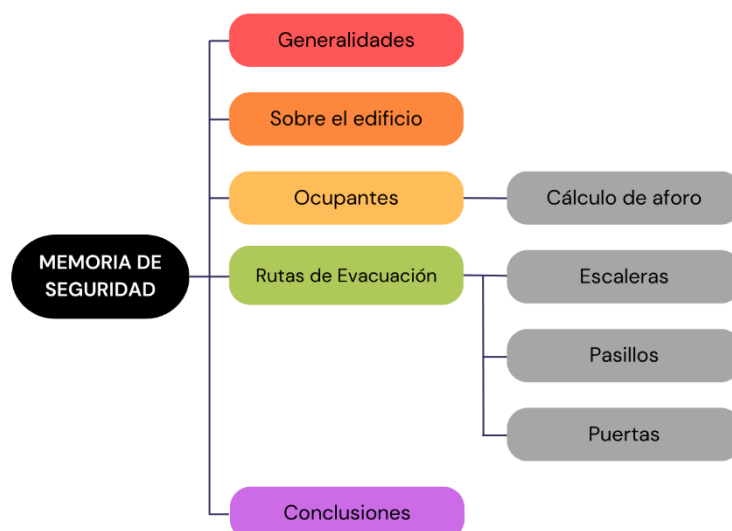 Generalidades
Sobre el edificio
Ocupantes
Cálculo de aforo
MEMORIA DE
SEGURIDAD
Rutas de Evacuación
Escaleras
Pasillos
Puertas
Conclusiones